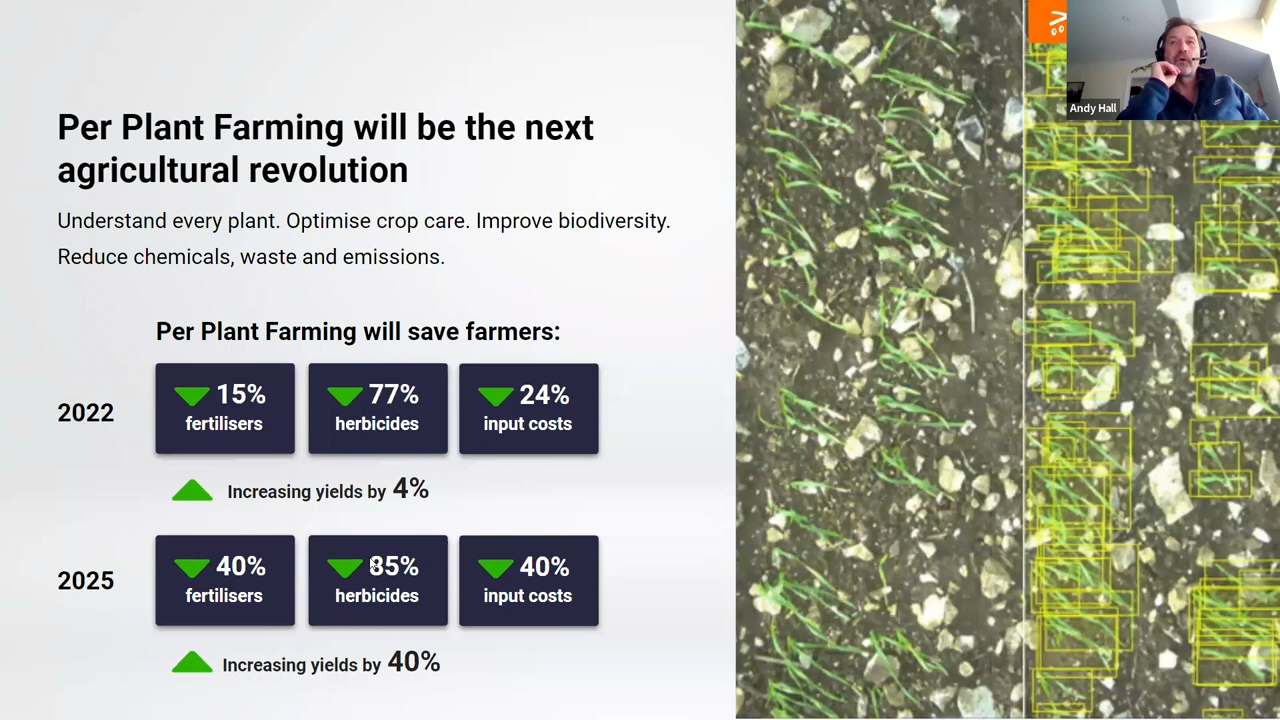 Per Plant Farming will be the next
agricultural revolution
Understand every plant. Optimise crop care. Improve biodiversity.
Reduce chemicals, waste and emissions.
Per Plant Farming will save farmers:
2022
15%
fertilisers
77%
herbicides
24%
input costs
Increasing yields by 4%
2025
40%
fertilisers
85%
herbicides
40%
input costs
Increasing yields by 40%
Andy Hall